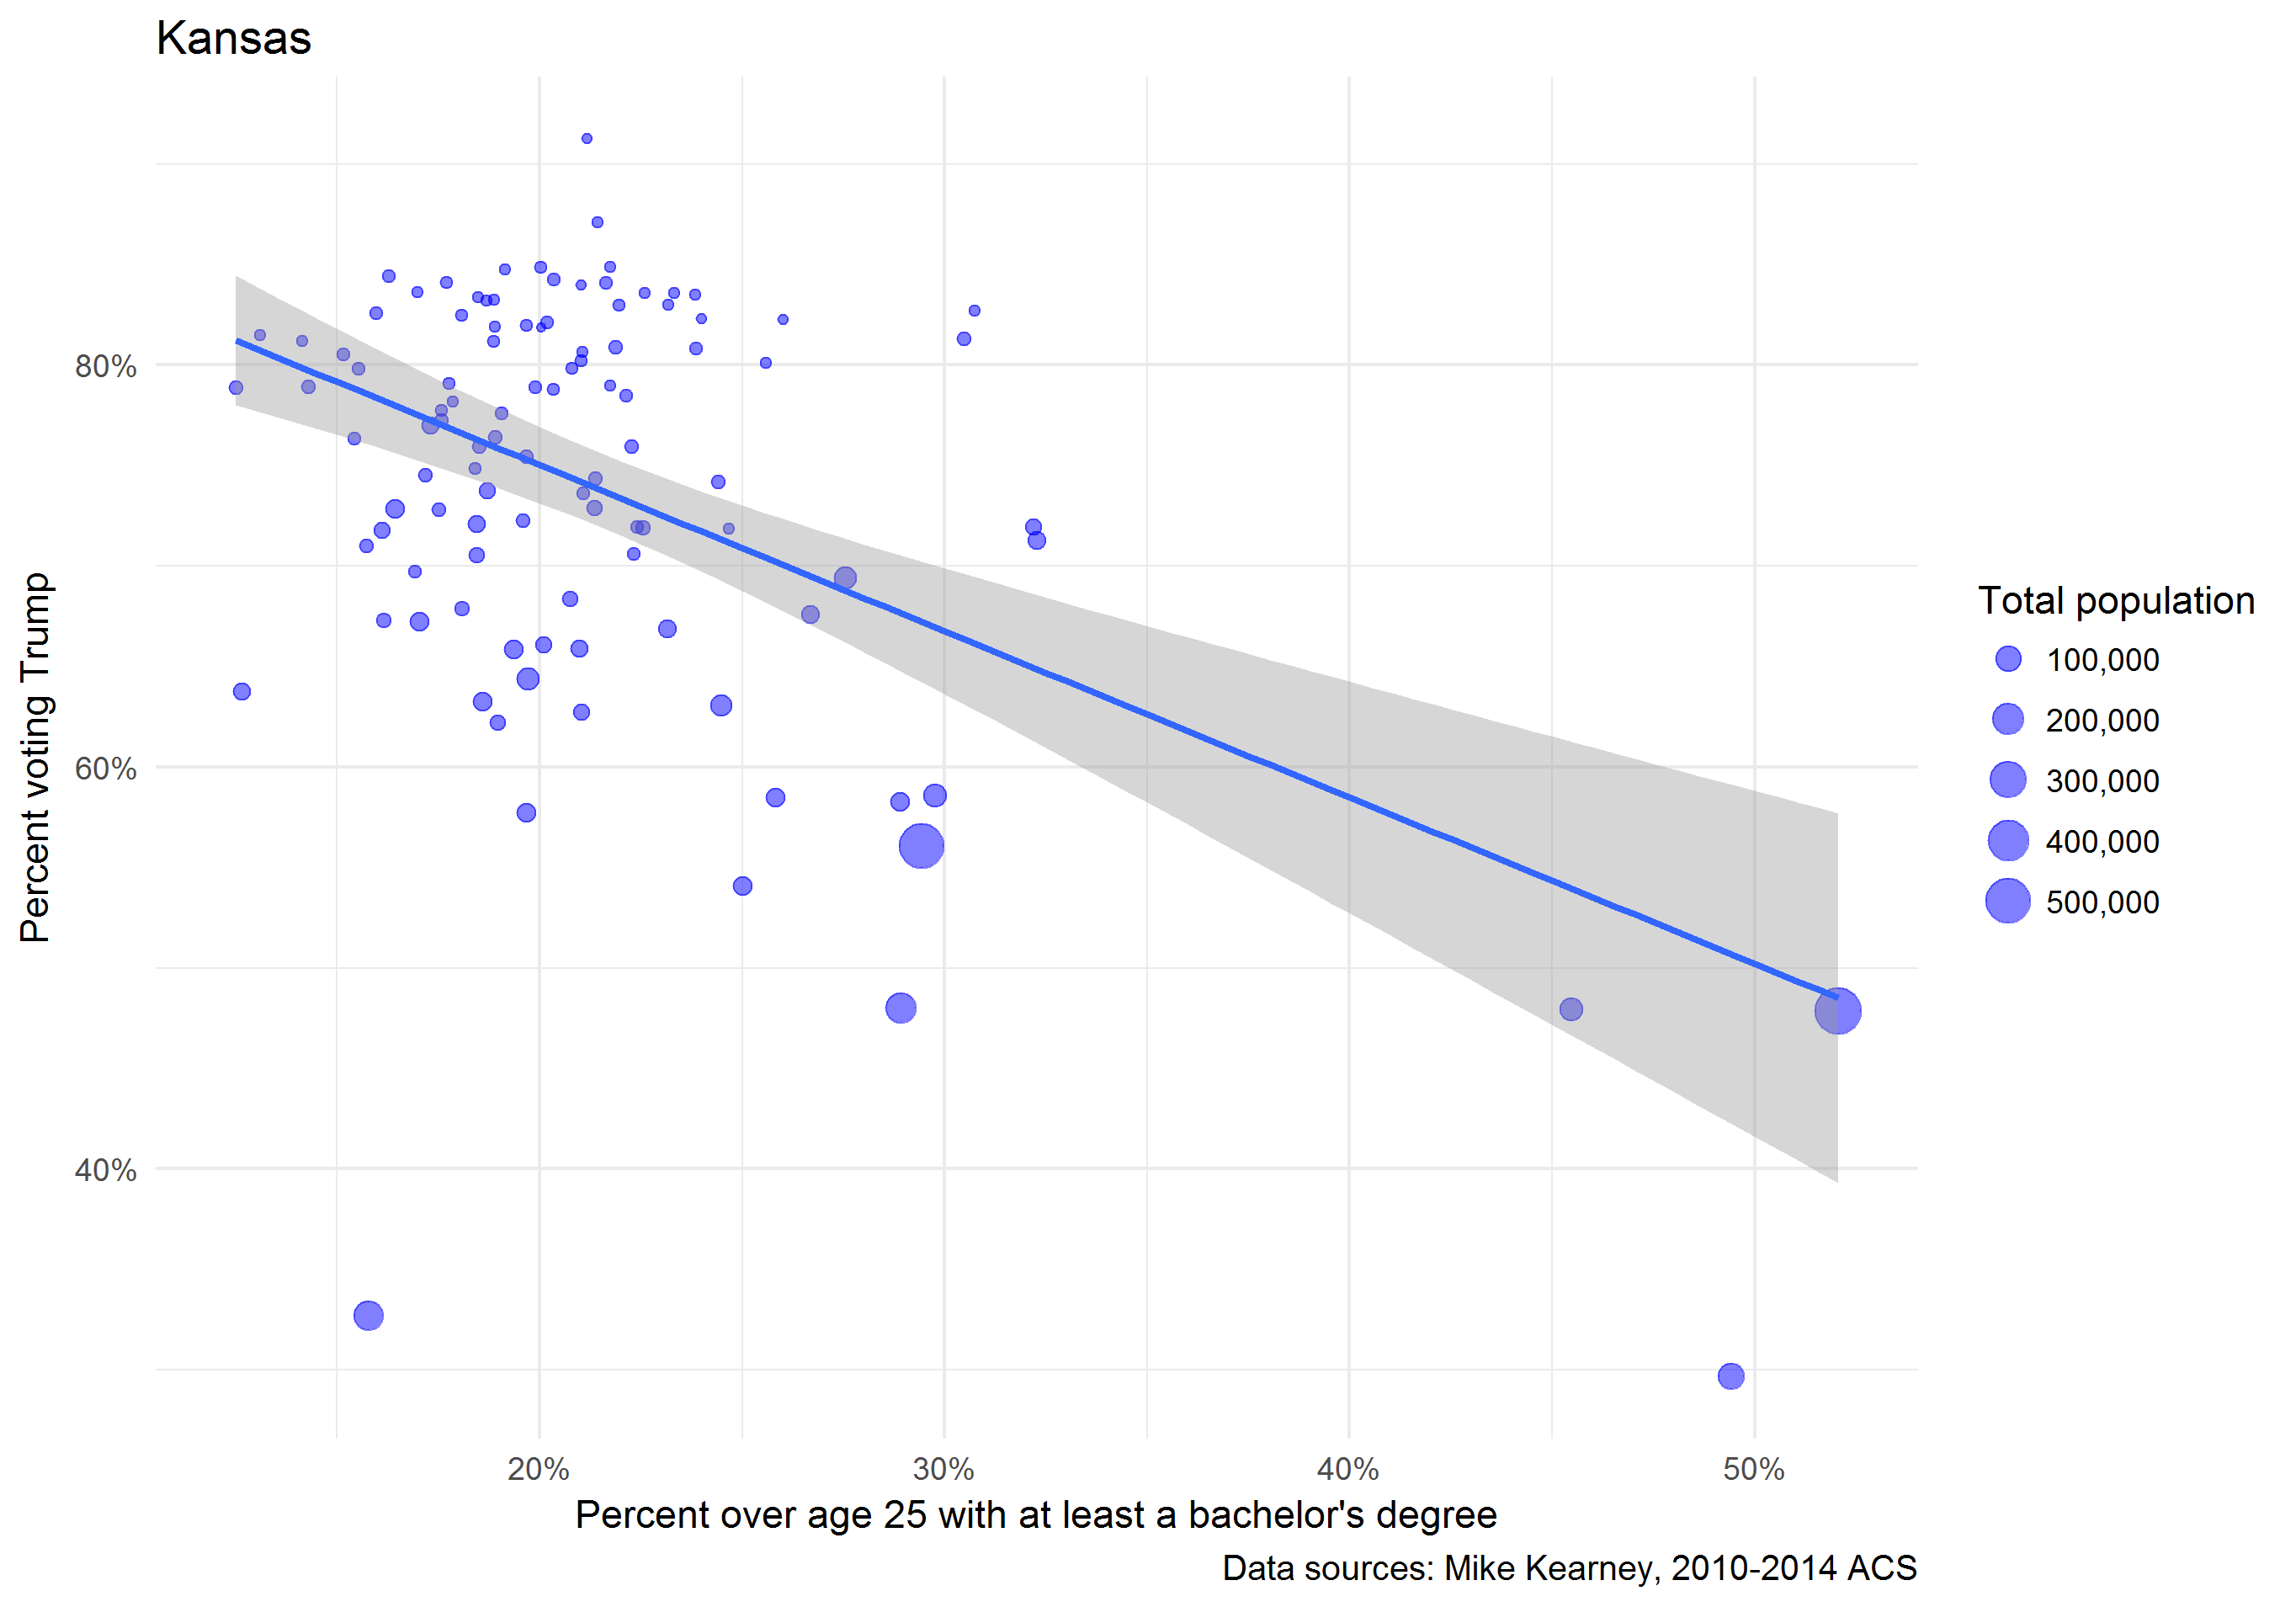 Kansas
Percent voting Trump
80%
60%
40%
20%
30%
40%
50%
Percent over age 25 with at least a bachelor's degree
Total population
100,000
200,000
300,000
400,000
500,000
Data sources: Mike Kearney, 2010-2014 ACS